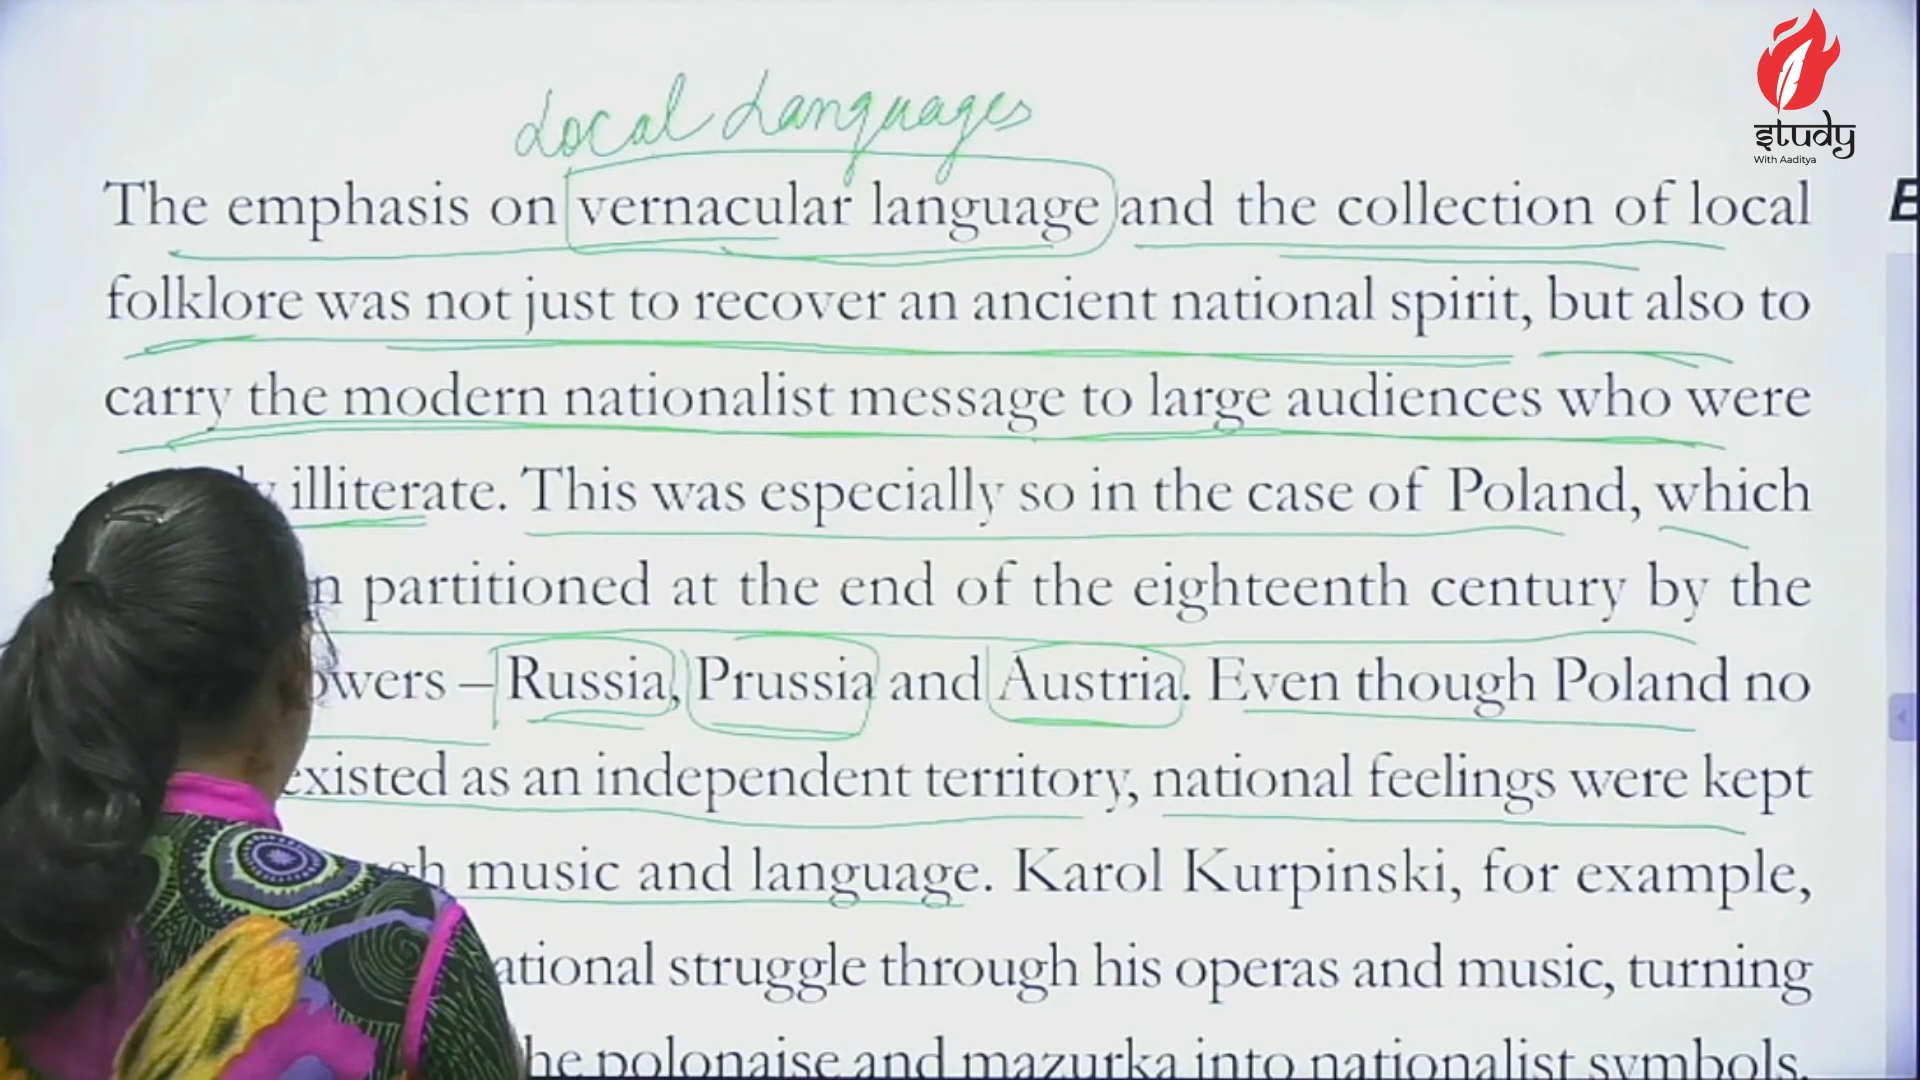 study
With Aaditya
Local Languages
The emphasis on vernacular language and the collection of local
folklore was not just to recover an ancient national spirit, but also to
carry the modern nationalist message to large audiences who were
illiterate. This was especially so in the case of Poland, which
partitioned at the end of the eighteenth century by the
owers – Russia, Prussia and Austria. Even though Poland no
existed as an independent territory, national feelings were kept
gh music and language. Karol Kurpinski, for example,
ational struggle through his operas and music, turning
he polonaise and mazurka into nationalist symbols.